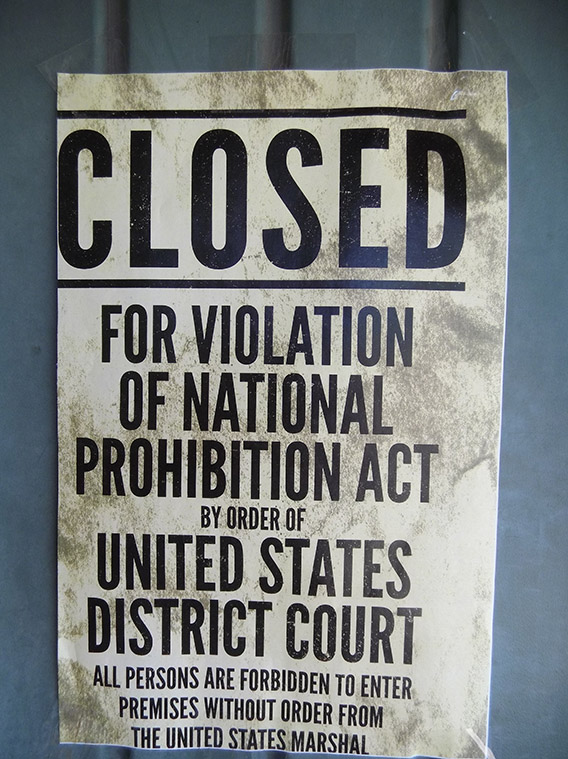 CLOSED
FOR VIOLATION
OF NATIONAL
PROHIBITION ACT
BY ORDER OF
UNITED STATES
DISTRICT COURT
ALL PERSONS ARE FORBIDDEN TO ENTER
PREMISES WITHOUT ORDER FROM
THE UNITED STATES MARSHAL